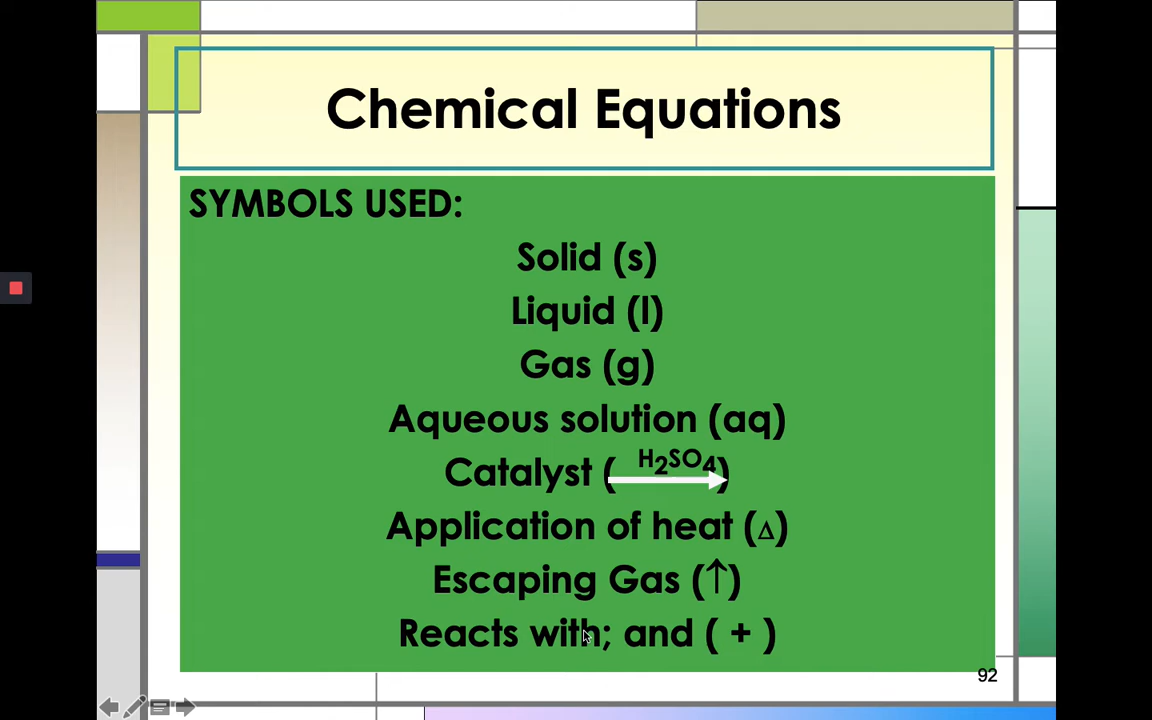 Chemical Equations
SYMBOLS USED:
Solid (s)
Liquid (l)
Gas (g)
Aqueous solution (aq)
Catalyst ( H2SO4 )
Application of heat (Δ)
Escaping Gas (↑)
Reacts with; and ( + )
92